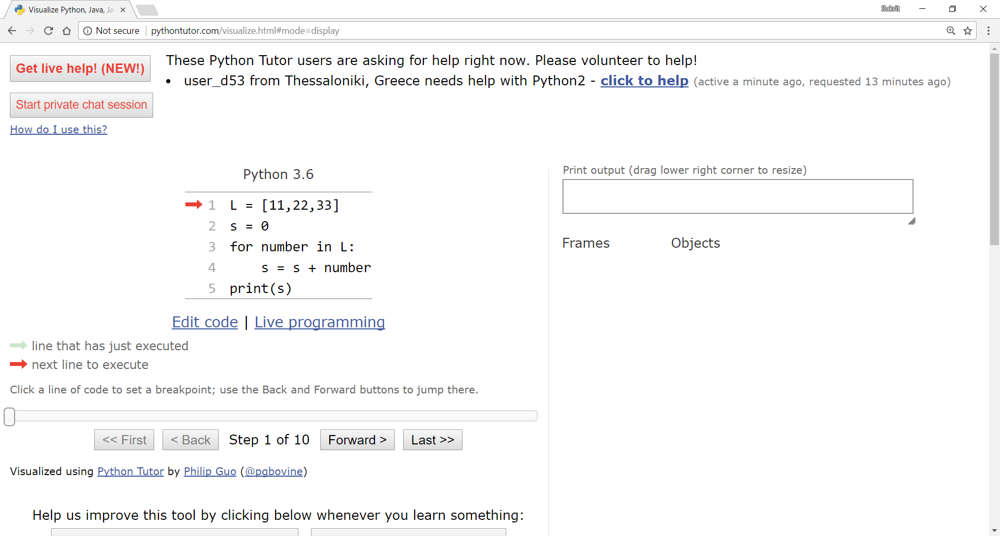 Visualize Python, Java, Ja
Sukrit
Not secure pythontutor.com/visualize.html#mode=display
Get live help! (NEW!)
These Python Tutor users are asking for help right now. Please volunteer to help!
• user_d53 from Thessaloniki, Greece needs help with Python2 - click to help (active a minute ago, requested 13 minutes ago)
Start private chat session
How do I use this?
Python 3.6
1 L = [11,22,33]
2 s = 0
3 for number in L:
4     s = s + number
5 print(s)
Edit code | Live programming
line that has just executed
next line to execute
Click a line of code to set a breakpoint; use the Back and Forward buttons to jump there.
<< First < Back Step 1 of 10 Forward > Last >>
Visualized using Python Tutor by Philip Guo (@pgbovine)
Help us improve this tool by clicking below whenever you learn something:
Print output (drag lower right corner to resize)
Frames Objects